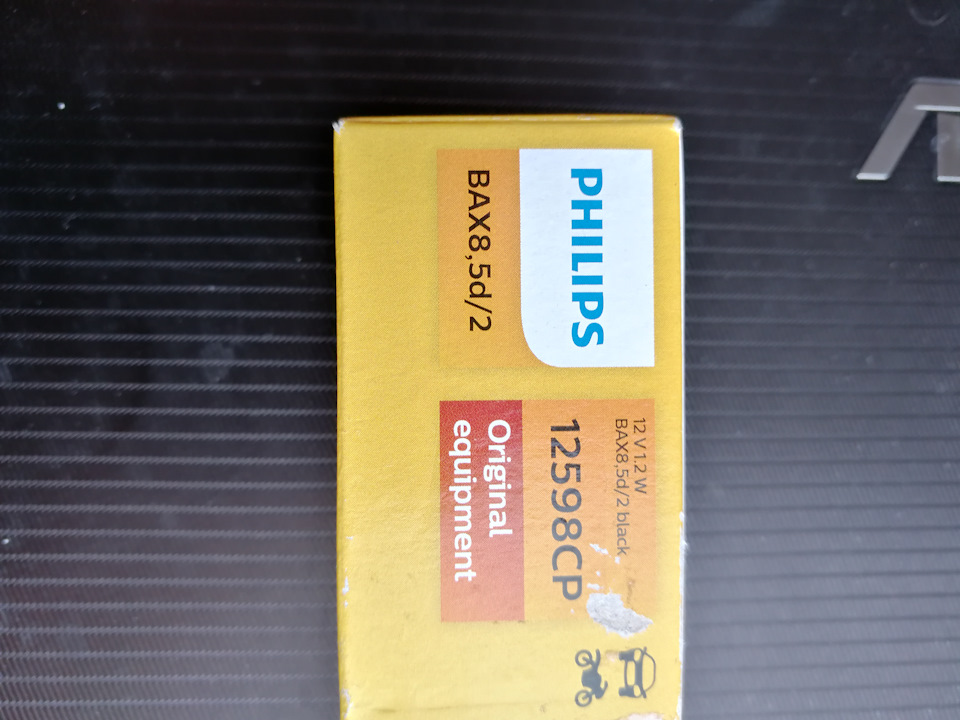 PHILIPS
BAX8,5d/2
12 V 1.2 W
BAX8,5d/2 black
12598CP
Original
equipment